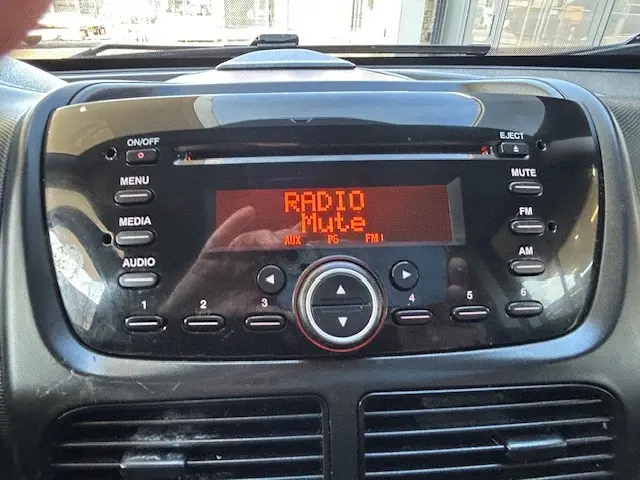 ON/OFF
EJECT
MENU
MUTE
RADIO
Mute
MEDIA
FM
AUX P6 FM1
AUDIO
AM
1 2 3 4 5 6